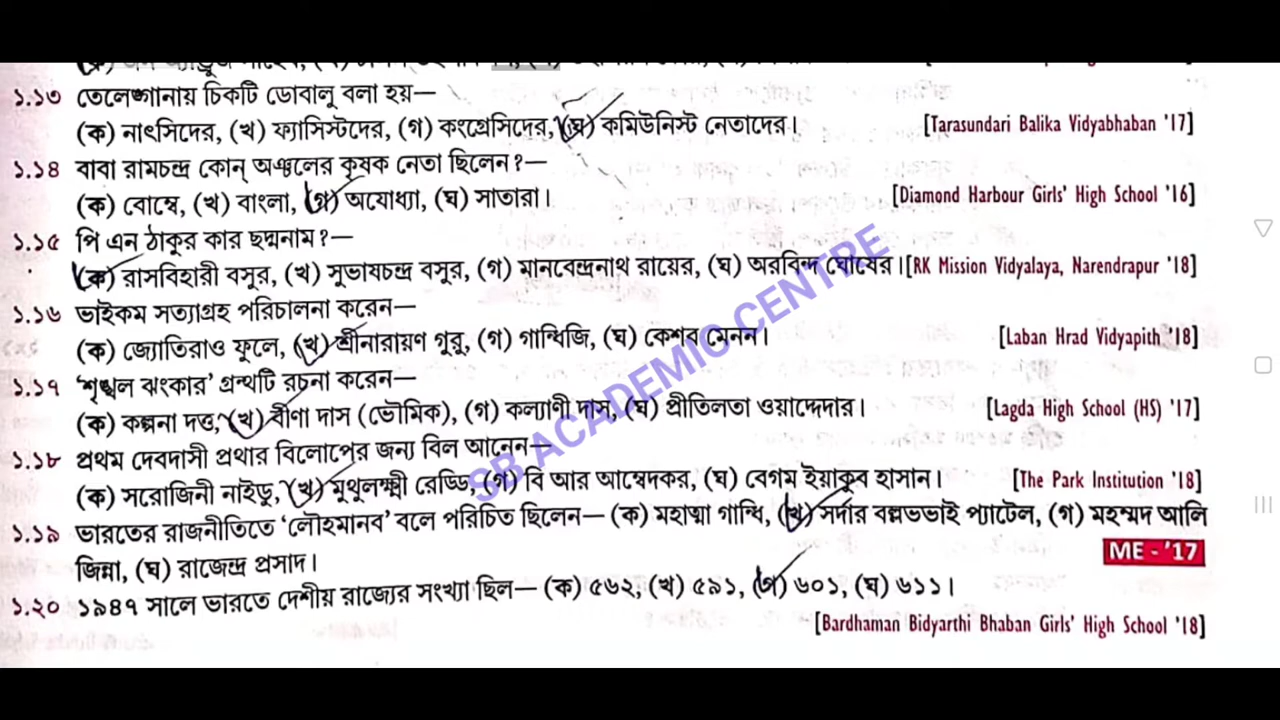 ১.১৩ তেলেঙ্গানায় চিকটি ডোবালু বলা হয়—
(ক) নাৎসিদের, (খ) ফ্যাসিস্টদের, (গ) কংগ্রেসিদের, (ঘ) কমিউনিস্ট নেতাদের। [Tarasundari Balika Vidyabhaban '17]
১.১৪ বাবা রামচন্দ্র কোন্ অঞ্চলের কৃষক নেতা ছিলেন?—
(ক) বোম্বে, (খ) বাংলা, (গ) অযোধ্যা, (ঘ) সাতারা। [Diamond Harbour Girls' High School '16]
১.১৫ পি এন ঠাকুর কার ছদ্মনাম?—
(ক) রাসবিহারী বসুর, (খ) সুভাষচন্দ্র বসুর, (গ) মানবেন্দ্রনাথ রায়ের, (ঘ) অরবিন্দ ঘোষের। [RK Mission Vidyalaya, Narendrapur '18]
১.১৬ ভাইকম সত্যাগ্রহ পরিচালনা করেন—
(ক) জ্যোতিরাও ফুলে, (খ) শ্রীনারায়ণ গুরু, (গ) গান্ধিজি, (ঘ) কেশব মেনন। [Laban Hrad Vidyapith '18]
১.১৭ 'শৃঙ্খল ঝংকার' গ্রন্থটি রচনা করেন—
(ক) কল্পনা দত্ত, (খ) বীণা দাস (ভৌমিক), (গ) কল্যাণী দাস, (ঘ) প্রীতিলতা ওয়াদ্দেদার। [Lagda High School (HS) '17]
১.১৮ প্রথম দেবদাসী প্রথার বিলোপের জন্য বিল আনেন—
(ক) সরোজিনী নাইডু, (খ) মুথুলক্ষ্মী রেড্ডি, (গ) বি আর আম্বেদকর, (ঘ) বেগম ইয়াকুব হাসান। [The Park Institution '18]
১.১৯ ভারতের রাজনীতিতে 'লৌহমানব' বলে পরিচিত ছিলেন— (ক) মহাত্মা গান্ধি, (খ) সর্দার বল্লভভাই প্যাটেল, (গ) মহম্মদ আলি
জিন্না, (ঘ) রাজেন্দ্র প্রসাদ। ME - '17
১.২০ ১৯৪৭ সালে ভারতে দেশীয় রাজ্যের সংখ্যা ছিল— (ক) ৫৬২, (খ) ৫৯১, (গ) ৬০১, (ঘ) ৬১১।
[Bardhaman Bidyarthi Bhaban Girls' High School '18]
SB ACADEMIC CENTRE